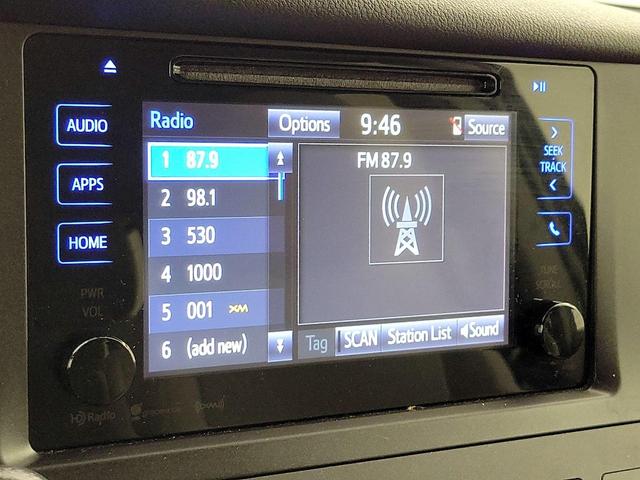 Radio Options 9:46 Source
AUDIO
APPS
HOME
PWR
VOL
1 87.9
2 98.1
3 530
4 1000
5 001 XM
6 (add new)
FM 87.9
Tag SCAN Station List Sound
SEEK
TRACK
TUNE
SCROLL
HD Radio gracenote